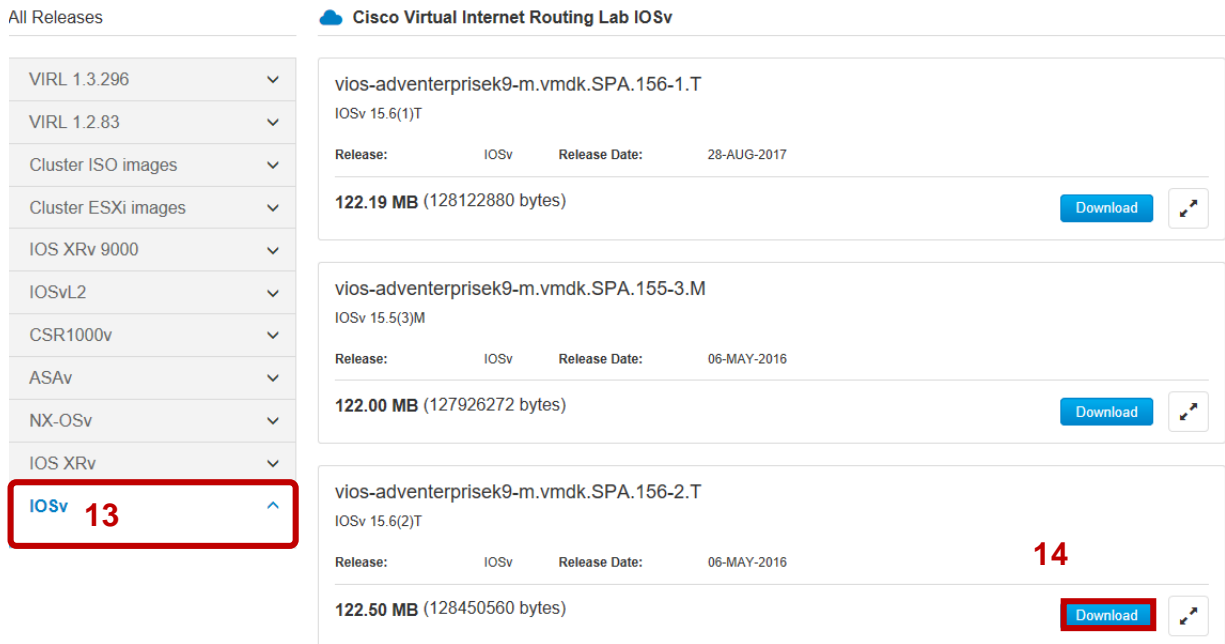 All Releases
VIRL 1.3.296
VIRL 1.2.83
Cluster ISO images
Cluster ESXi images
IOS XRv 9000
IOSvL2
CSR1000v
ASAv
NX-OSv
IOS XRv
IOSv 13
Cisco Virtual Internet Routing Lab IOSv
vios-adventerprisek9-m.vmdk.SPA.156-1.T
IOSv 15.6(1)T
Release: IOSv Release Date: 28-AUG-2017
122.19 MB (128122880 bytes) Download
vios-adventerprisek9-m.vmdk.SPA.155-3.M
IOSv 15.5(3)M
Release: IOSv Release Date: 06-MAY-2016
122.00 MB (127926272 bytes) Download
vios-adventerprisek9-m.vmdk.SPA.156-2.T
IOSv 15.6(2)T
Release: IOSv Release Date: 06-MAY-2016
14
122.50 MB (128450560 bytes) Download